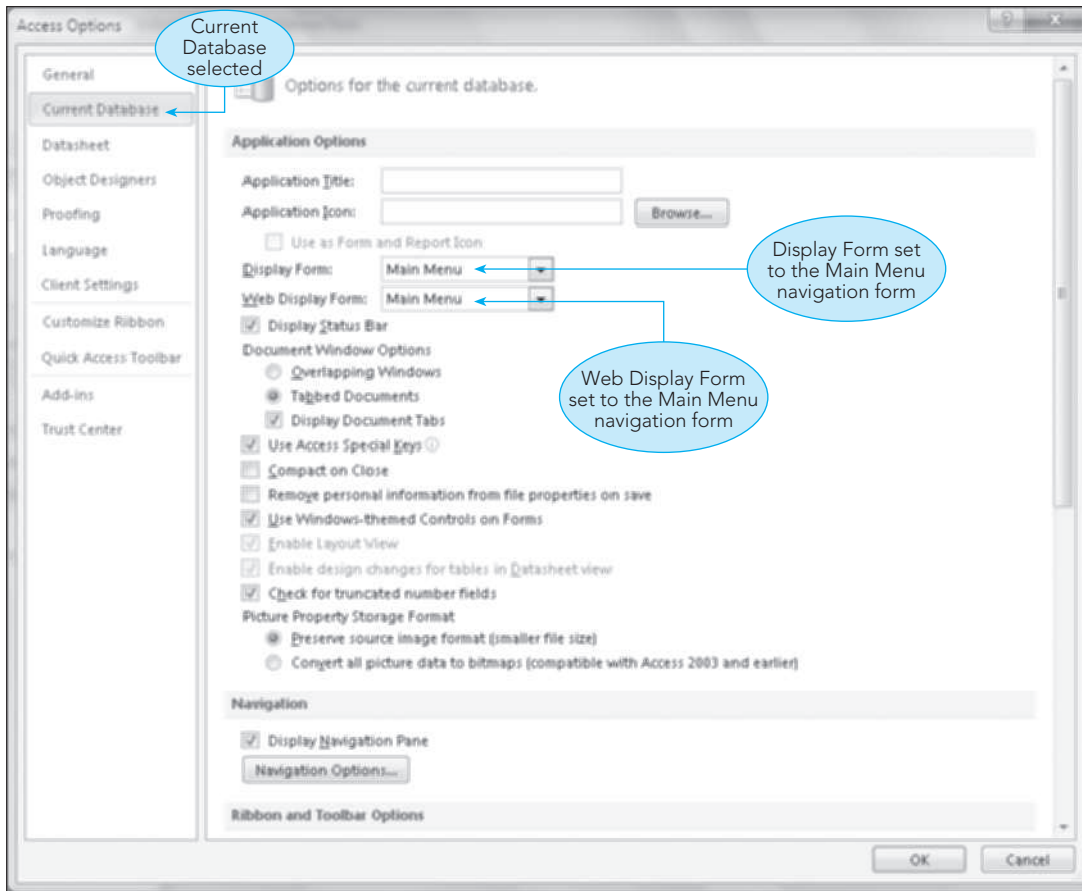 Access Options
Current
Database
selected
General
Current Database
Datasheet
Object Designers
Proofing
Language
Client Settings
Customize Ribbon
Quick Access Toolbar
Add-ins
Trust Center
Options for the current database.
Application Options
Application Title:
Application Icon:
Browse...
Use as Form and Report Icon
Display Form: Main Menu
Web Display Form: Main Menu
Display Form set
to the Main Menu
navigation form
Display Status Bar
Document Window Options
Overlapping Windows
Tabbed Documents
Display Document Tabs
Web Display Form
set to the Main Menu
navigation form
Use Access Special Keys
Compact on Close
Remove personal information from file properties on save
Use Windows-themed Controls on Forms
Enable Layout View
Enable design changes for tables in Datasheet view
Check for truncated number fields
Picture Property Storage Format
Preserve source image format (smaller file size)
Convert all picture data to bitmaps (compatible with Access 2003 and earlier)
Navigation
Display Navigation Pane
Navigation Options...
Ribbon and Toolbar Options
OK Cancel